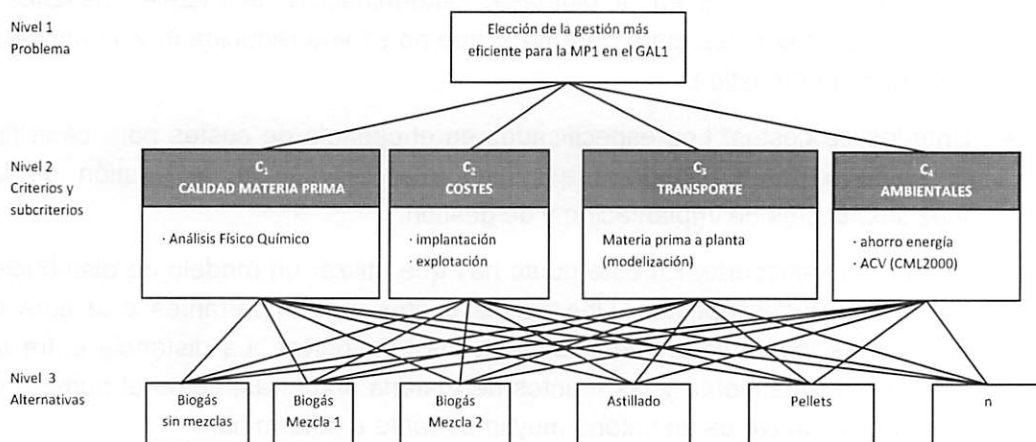 Nivel 1
Problema
Elección de la gestión más
eficiente para la MP1 en el GAL1
Nivel 2
Criterios y
subcriterios
C1
CALIDAD MATERIA PRIMA
· Análisis Físico Químico
C2
COSTES
· implantación
· explotación
C3
TRANSPORTE
Materia prima a planta
(modelización)
C4
AMBIENTALES
· ahorro energía
· ACV (CML2000)
Nivel 3
Alternativas
Biogás
sin mezclas
Biogás
Mezcla 1
Biogás
Mezcla 2
Astillado
Pellets
n